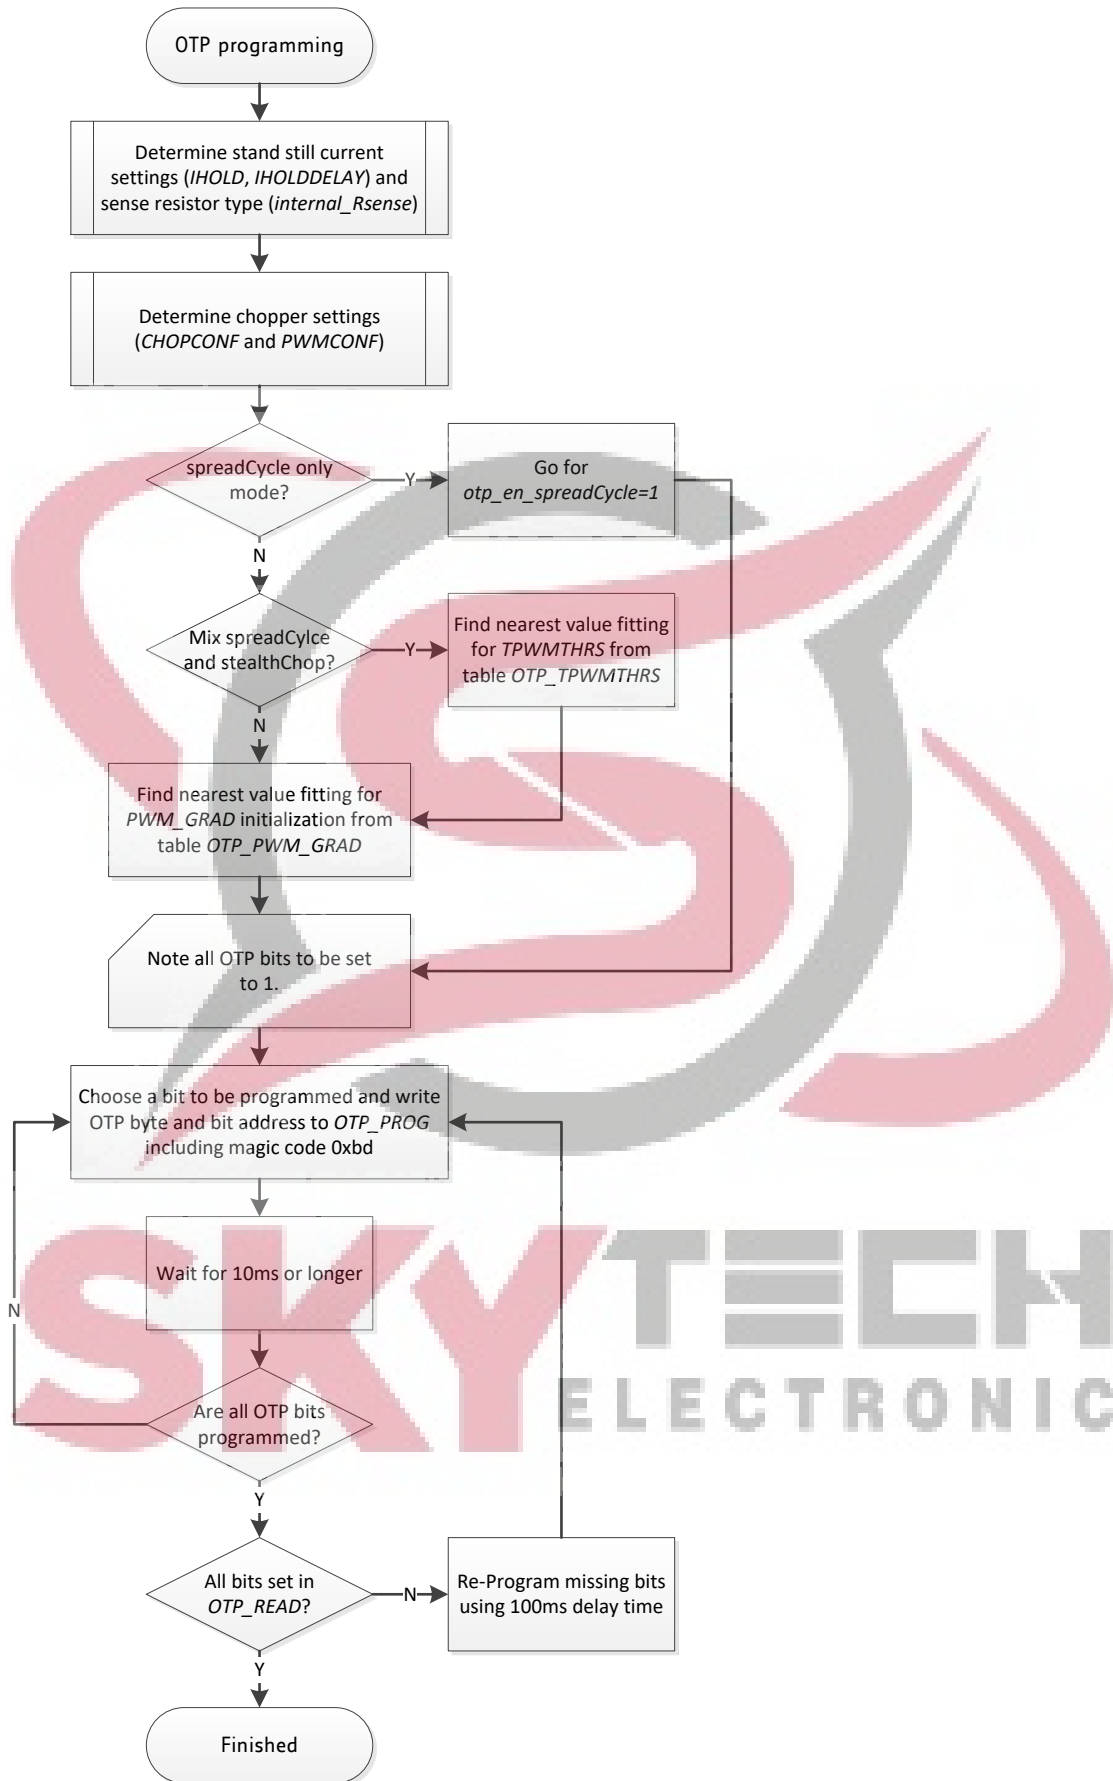 OTP programming
Determine stand still current
settings (IHOLD, IHOLDDELAY) and
sense resistor type (internal_Rsense)
Determine chopper settings
(CHOPCONF and PWMCONF)
spreadCycle only
mode?
Y
Go for
otp_en_spreadCycle=1
N
Mix spreadCylce
and stealthChop?
Y
Find nearest value fitting
for TPWMTHRS from
table OTP_TPWMTHRS
N
Find nearest value fitting for
PWM_GRAD initialization from
table OTP_PWM_GRAD
Note all OTP bits to be set
to 1.
Choose a bit to be programmed and write
OTP byte and bit address to OTP_PROG
including magic code 0xbd
Wait for 10ms or longer
N
Are all OTP bits
programmed?
Y
All bits set in
OTP_READ?
N
Re-Program missing bits
using 100ms delay time
Y
Finished
SKYTECH
ELECTRONIC